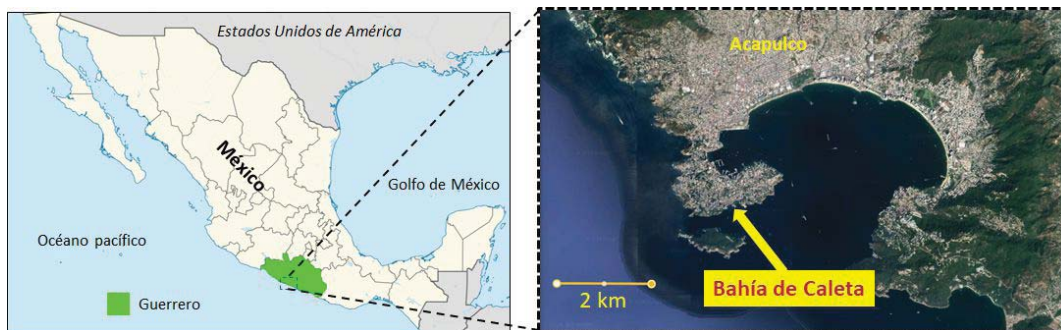 Estados Unidos de América
México
Golfo de México
Océano pacífico
Guerrero
Acapulco
Bahía de Caleta
2 km